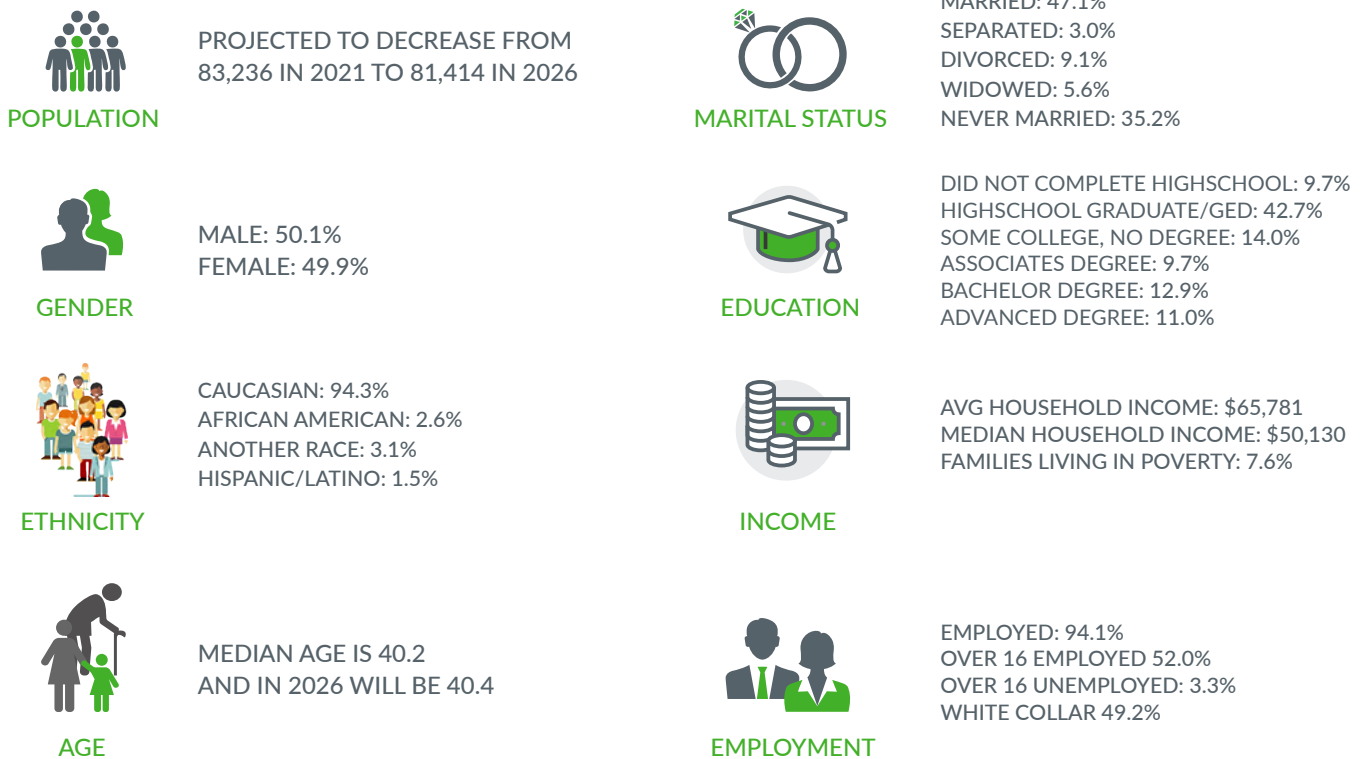 PROJECTED TO DECREASE FROM
83,236 IN 2021 TO 81,414 IN 2026
POPULATION
MARRIED: 47.1%
SEPARATED: 3.0%
DIVORCED: 9.1%
WIDOWED: 5.6%
NEVER MARRIED: 35.2%
MARITAL STATUS
MALE: 50.1%
FEMALE: 49.9%
GENDER
DID NOT COMPLETE HIGHSCHOOL: 9.7%
HIGHSCHOOL GRADUATE/GED: 42.7%
SOME COLLEGE, NO DEGREE: 14.0%
ASSOCIATES DEGREE: 9.7%
BACHELOR DEGREE: 12.9%
ADVANCED DEGREE: 11.0%
EDUCATION
CAUCASIAN: 94.3%
AFRICAN AMERICAN: 2.6%
ANOTHER RACE: 3.1%
HISPANIC/LATINO: 1.5%
ETHNICITY
AVG HOUSEHOLD INCOME: $65,781
MEDIAN HOUSEHOLD INCOME: $50,130
FAMILIES LIVING IN POVERTY: 7.6%
INCOME
MEDIAN AGE IS 40.2
AND IN 2026 WILL BE 40.4
AGE
EMPLOYED: 94.1%
OVER 16 EMPLOYED 52.0%
OVER 16 UNEMPLOYED: 3.3%
WHITE COLLAR 49.2%
EMPLOYMENT